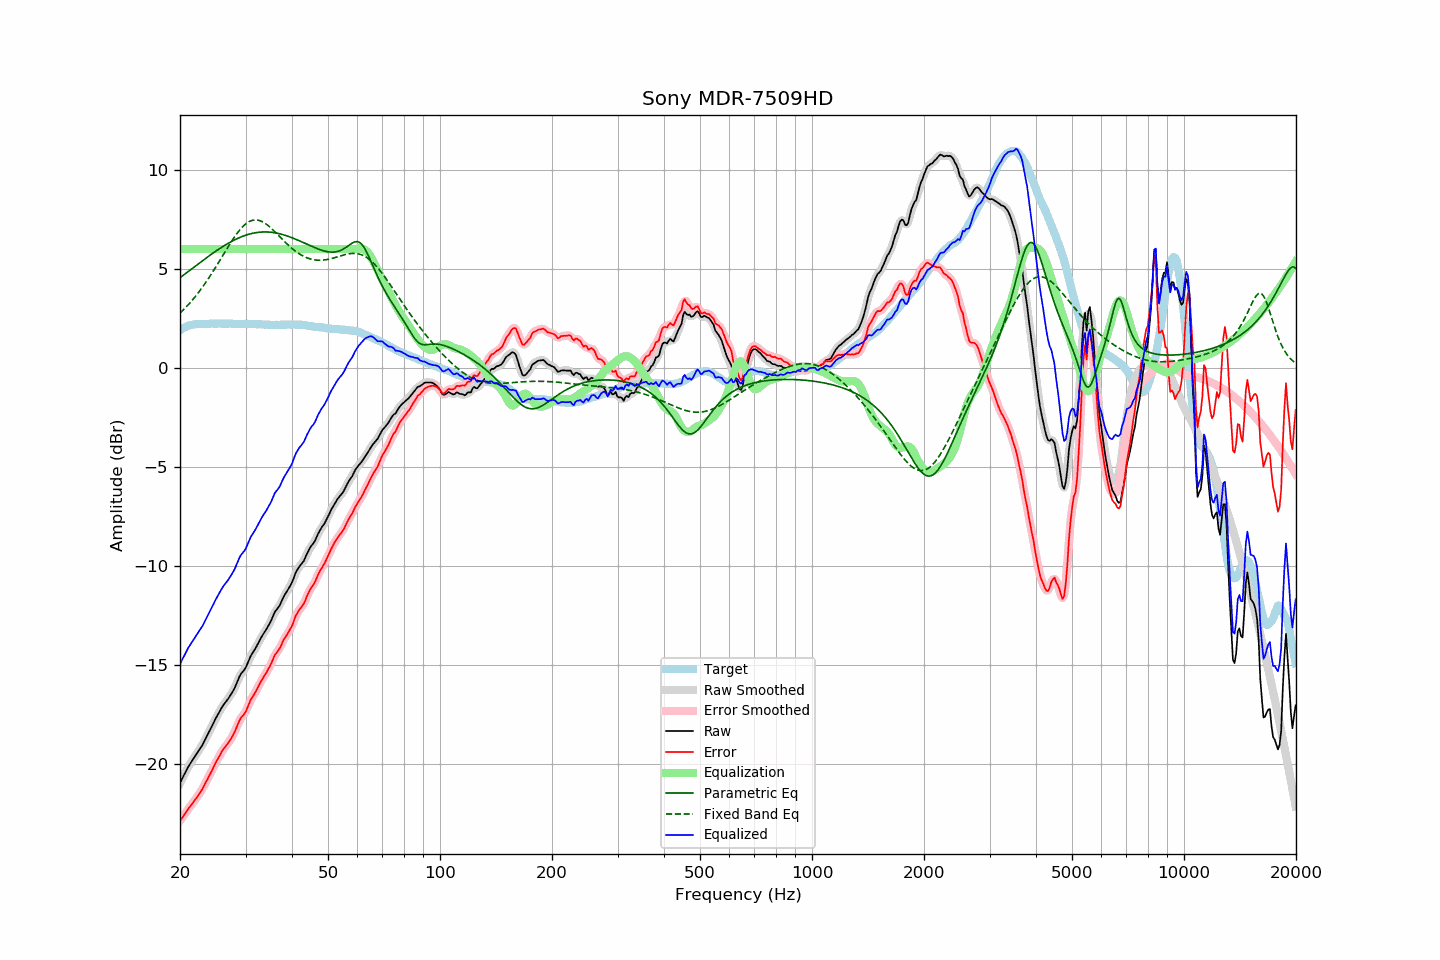 Sony MDR-7509HD
10
5
0
−5
−10
−15
−20
Amplitude (dBr)
Target
Raw Smoothed
Error Smoothed
Raw
Error
Equalization
Parametric Eq
Fixed Band Eq
Equalized
20 50 100 200 500 1000 2000 5000 10000 20000
Frequency (Hz)